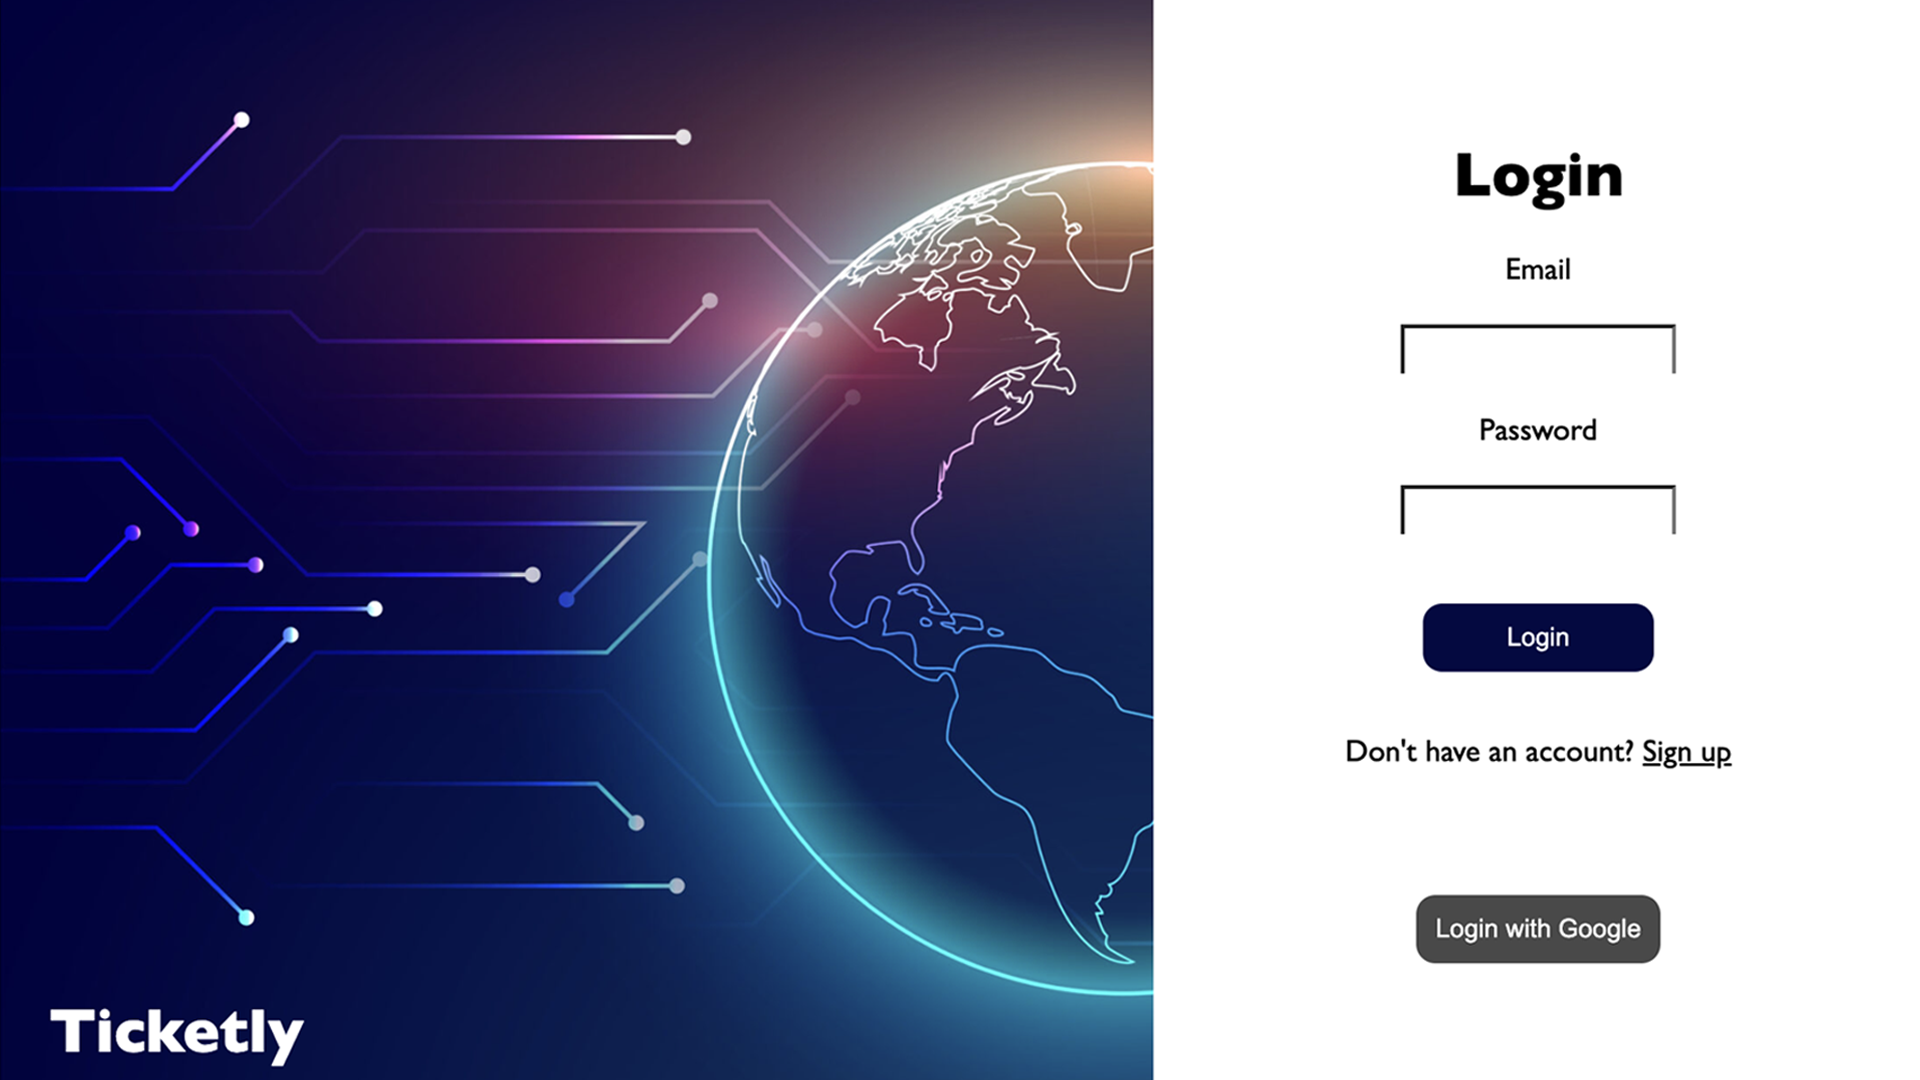 Login
Email
Password
Login
Don't have an account? Sign up
Login with Google
Ticketly